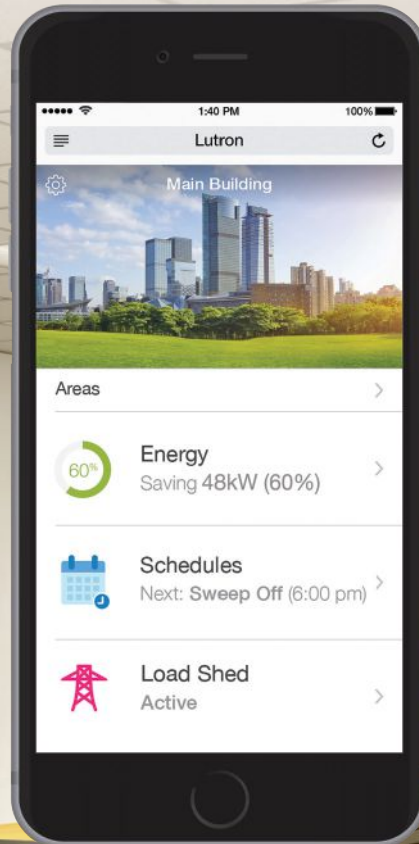 1:40 PM
100%
Lutron
Main Building
Areas
60%
Energy
Saving 48kW (60%)
Schedules
Next: Sweep Off (6:00 pm)
Load Shed
Active